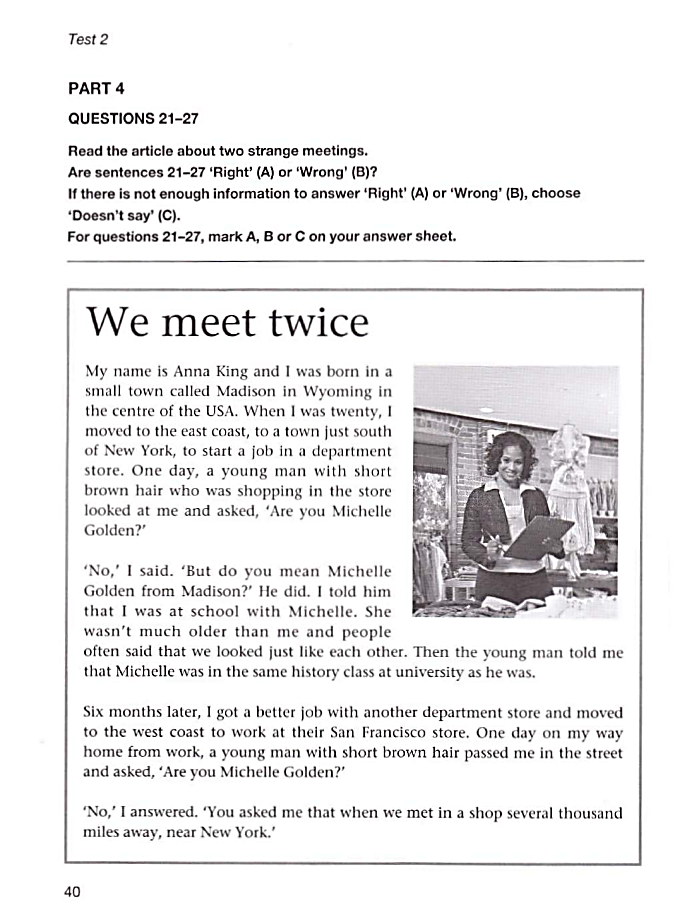 Test 2
PART 4
QUESTIONS 21–27
Read the article about two strange meetings.
Are sentences 21–27 ‘Right’ (A) or ‘Wrong’ (B)?
If there is not enough information to answer ‘Right’ (A) or ‘Wrong’ (B), choose
‘Doesn’t say’ (C).
For questions 21–27, mark A, B or C on your answer sheet.
We meet twice
My name is Anna King and I was born in a
small town called Madison in Wyoming in
the centre of the USA. When I was twenty, I
moved to the east coast, to a town just south
of New York, to start a job in a department
store. One day, a young man with short
brown hair who was shopping in the store
looked at me and asked, ‘Are you Michelle
Golden?’
‘No,’ I said. ‘But do you mean Michelle
Golden from Madison?’ He did. I told him
that I was at school with Michelle. She
wasn’t much older than me and people
often said that we looked just like each other. Then the young man told me
that Michelle was in the same history class at university as he was.
Six months later, I got a better job with another department store and moved
to the west coast to work at their San Francisco store. One day on my way
home from work, a young man with short brown hair passed me in the street
and asked, ‘Are you Michelle Golden?’
‘No,’ I answered. ‘You asked me that when we met in a shop several thousand
miles away, near New York.’
40